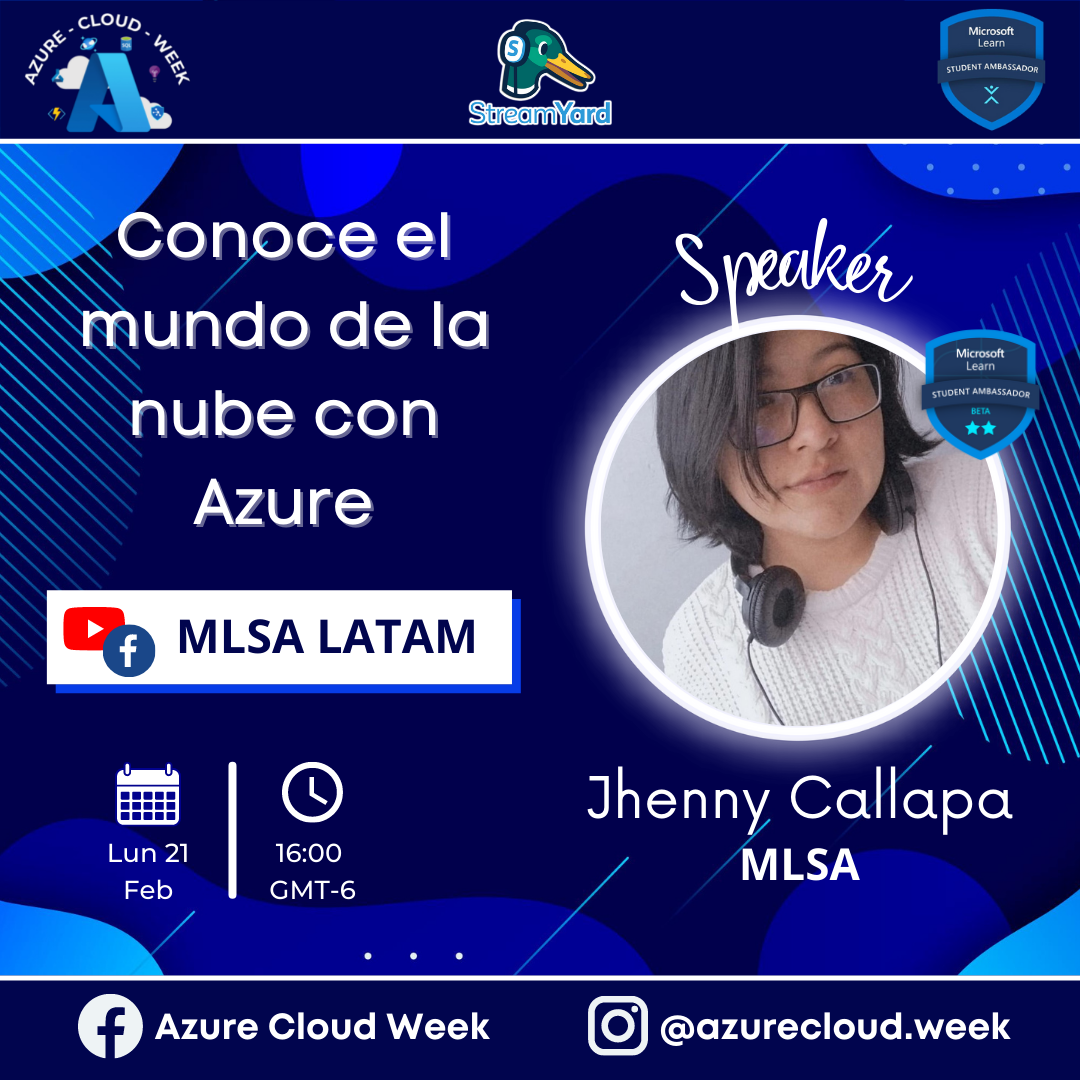 AZURE - CLOUD - WEEK
SQL
S
StreamYard
Microsoft
Learn
STUDENT AMBASSADOR
Conoce el
mundo de la
nube con
Azure
MLSA LATAM
Lun 21
Feb
16:00
GMT-6
Speaker
Microsoft
Learn
STUDENT AMBASSADOR
BETA
Jhenny Callapa
MLSA
Azure Cloud Week
@azurecloud.week